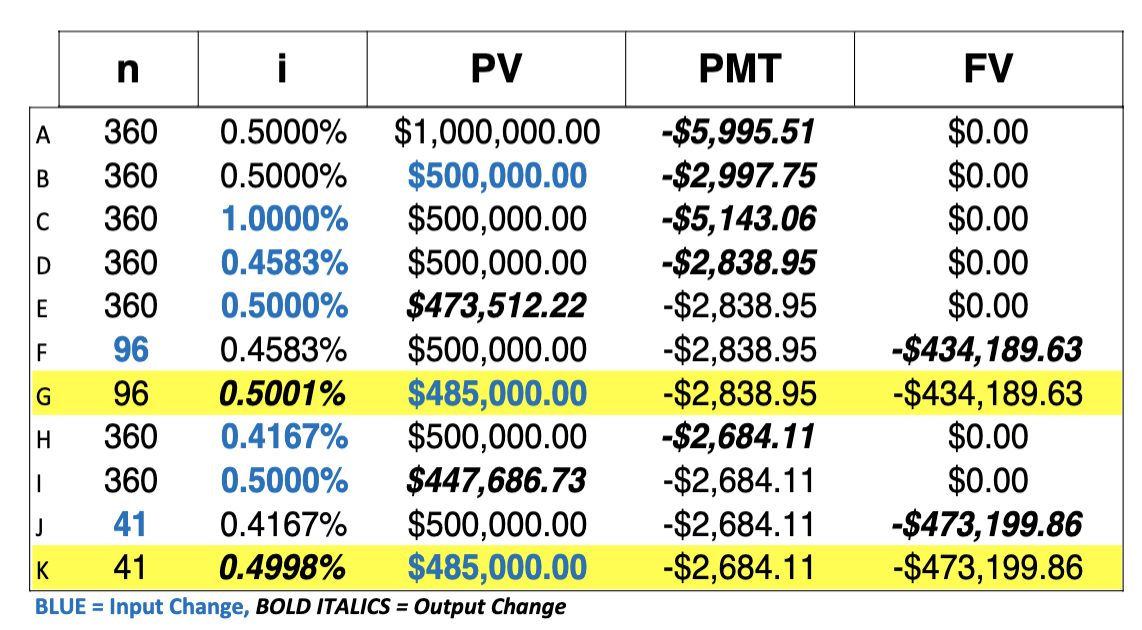 n i PV PMT FV
A 360 0.5000% $1,000,000.00 -$5,995.51 $0.00
B 360 0.5000% $500,000.00 -$2,997.75 $0.00
C 360 1.0000% $500,000.00 -$5,143.06 $0.00
D 360 0.4583% $500,000.00 -$2,838.95 $0.00
E 360 0.5000% $473,512.22 -$2,838.95 $0.00
F 96 0.4583% $500,000.00 -$2,838.95 -$434,189.63
G 96 0.5001% $485,000.00 -$2,838.95 -$434,189.63
H 360 0.4167% $500,000.00 -$2,684.11 $0.00
I 360 0.5000% $447,686.73 -$2,684.11 $0.00
J 41 0.4167% $500,000.00 -$2,684.11 -$473,199.86
K 41 0.4998% $485,000.00 -$2,684.11 -$473,199.86
BLUE = Input Change, BOLD ITALICS = Output Change